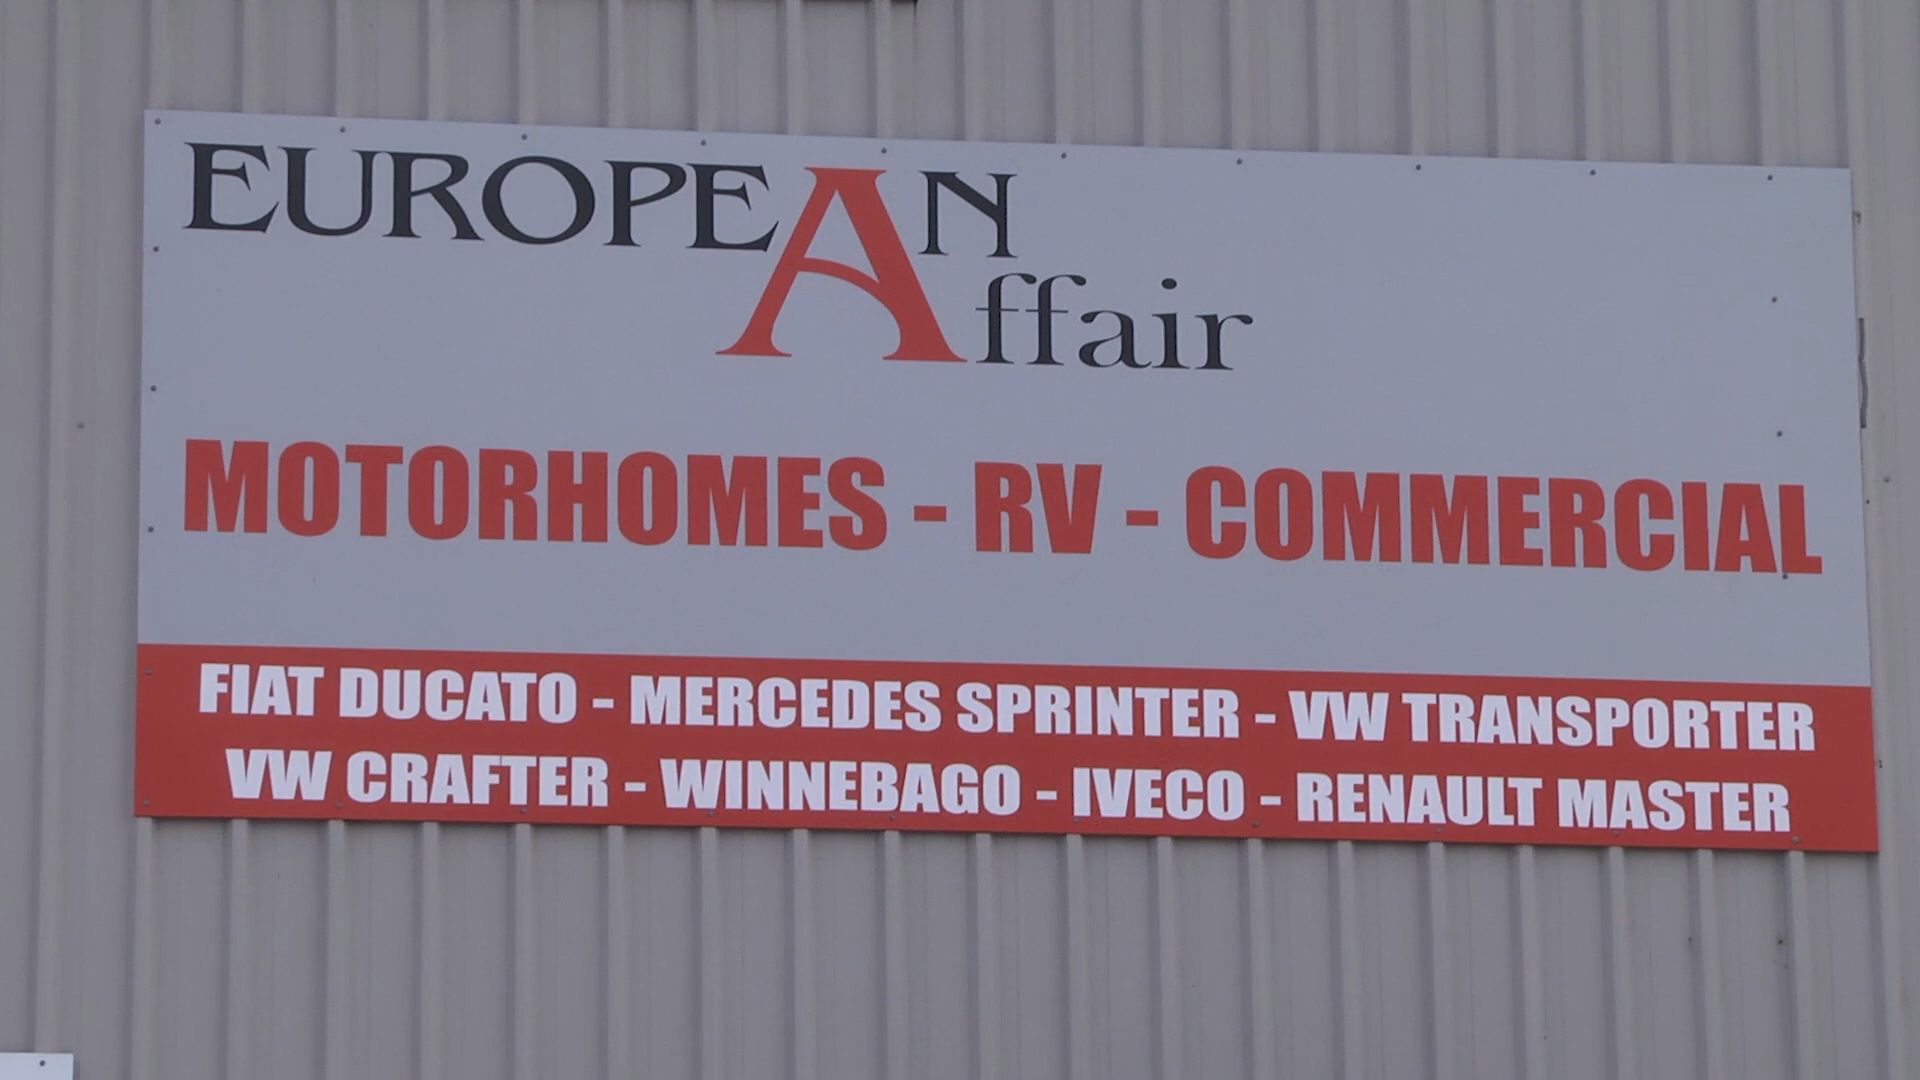 EUROPEAN
Affair
MOTORHOMES - RV - COMMERCIAL
FIAT DUCATO - MERCEDES SPRINTER - VW TRANSPORTER
VW CRAFTER - WINNEBAGO - IVECO - RENAULT MASTER